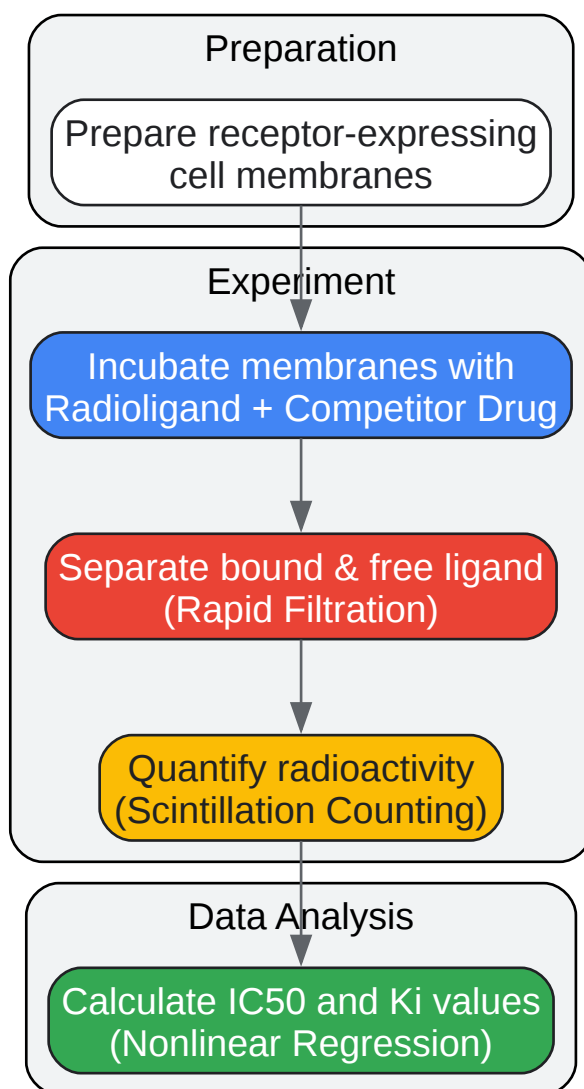 Preparation
Prepare receptor-expressing
cell membranes
Experiment
Incubate membranes with
Radioligand + Competitor Drug
Separate bound & free ligand
(Rapid Filtration)
Quantify radioactivity
(Scintillation Counting)
Data Analysis
Calculate IC50 and Ki values
(Nonlinear Regression)